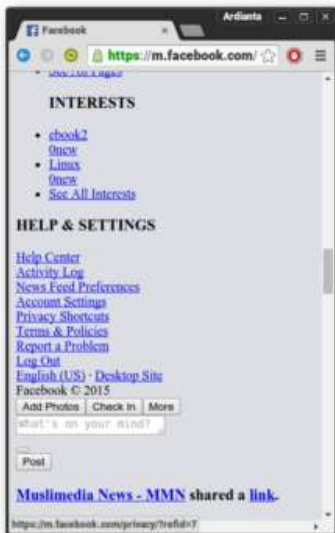 Ardianta
Facebook
https://m.facebook.com/
See All Pages
INTERESTS
ebook2
0new
Linux
0new
See All Interests
HELP & SETTINGS
Help Center
Activity Log
News Feed Preferences
Account Settings
Privacy Shortcuts
Terms & Policies
Report a Problem
Log Out
English (US) · Desktop Site
Facebook © 2015
Add Photos Check In More
What's on your mind?
Post
Muslimedia News - MMN shared a link.
https://m.facebook.com/privacy/?refid=7